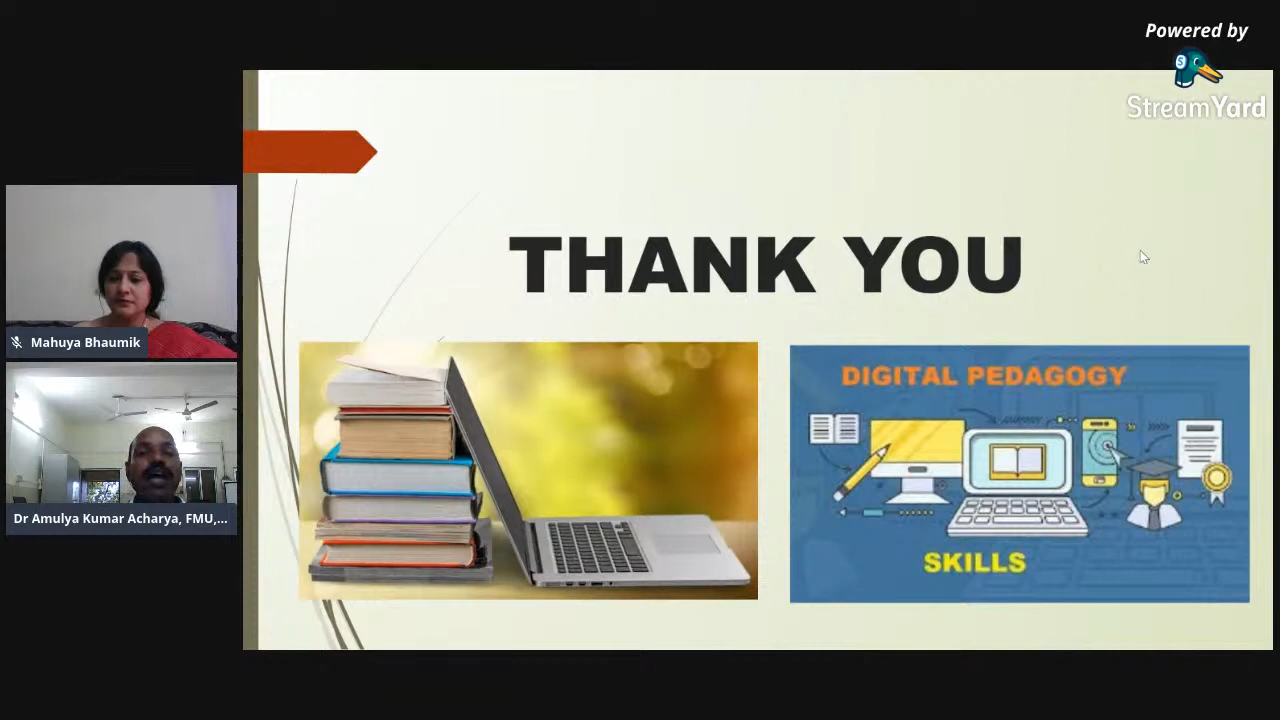 Powered by
StreamYard
THANK YOU
Mahuya Bhaumik
Dr Amulya Kumar Acharya, FMU,...
DIGITAL PEDAGOGY
SKILLS